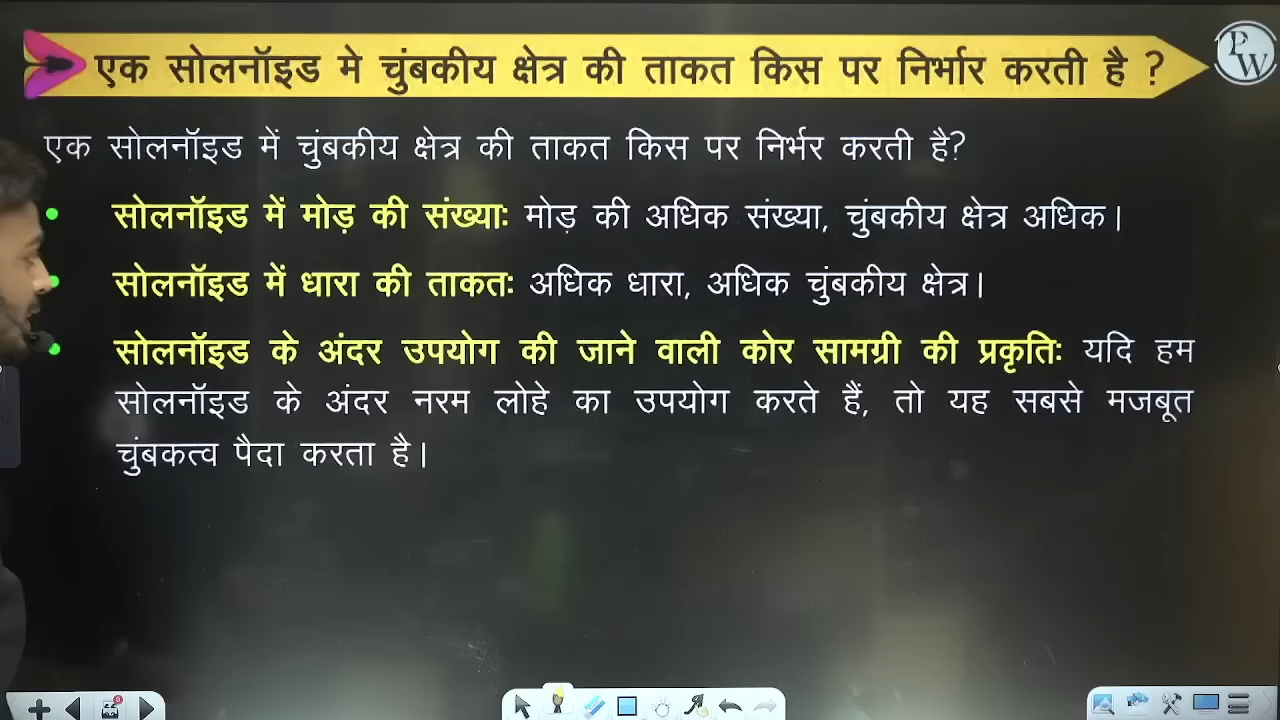 एक सोलनॉइड मे चुंबकीय क्षेत्र की ताकत किस पर निर्भार करती है ?
PW
एक सोलनॉइड में चुंबकीय क्षेत्र की ताकत किस पर निर्भर करती है?
• सोलनॉइड में मोड़ की संख्याः मोड़ की अधिक संख्या, चुंबकीय क्षेत्र अधिक।
• सोलनॉइड में धारा की ताकतः अधिक धारा, अधिक चुंबकीय क्षेत्र।
• सोलनॉइड के अंदर उपयोग की जाने वाली कोर सामग्री की प्रकृतिः यदि हम
सोलनॉइड के अंदर नरम लोहे का उपयोग करते हैं, तो यह सबसे मजबूत
चुंबकत्व पैदा करता है।